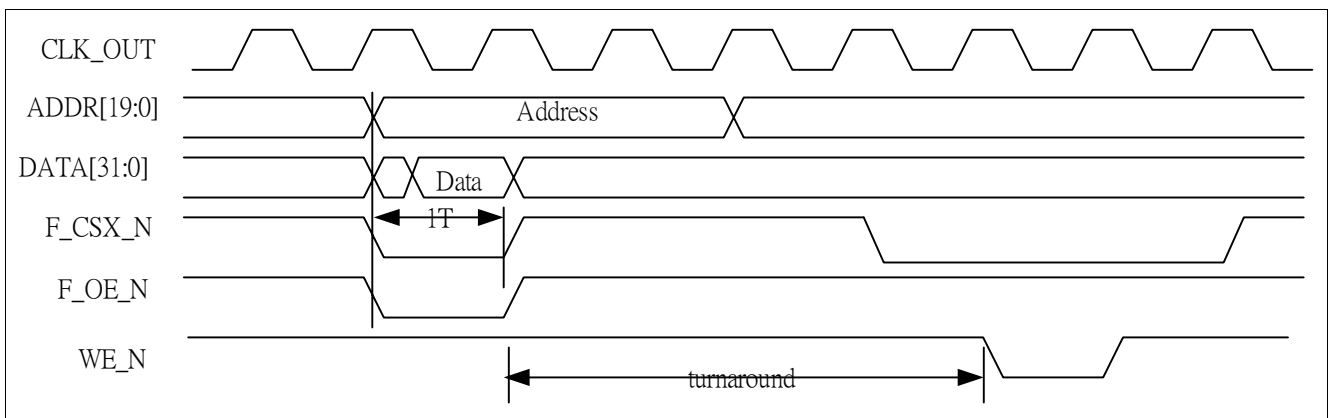 CLK_OUT
ADDR[19:0]
Address
DATA[31:0]
Data
1T
F_CSX_N
F_OE_N
WE_N
turnaround